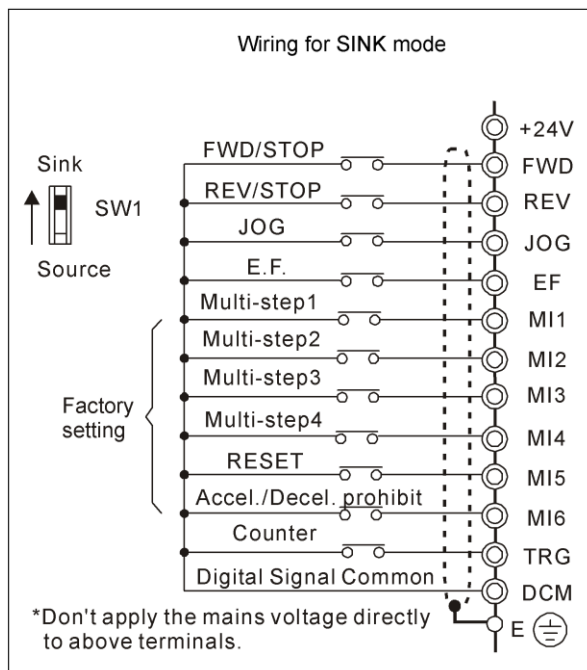 Wiring for SINK mode
+24V
FWD/STOP
FWD
Sink
REV/STOP
REV
SW1
JOG
JOG
Source
E.F.
EF
Multi-step1
MI1
Multi-step2
MI2
Multi-step3
MI3
Factory
setting
Multi-step4
MI4
RESET
MI5
Accel./Decel. prohibit
MI6
Counter
TRG
Digital Signal Common
DCM
*Don't apply the mains voltage directly
to above terminals.
E